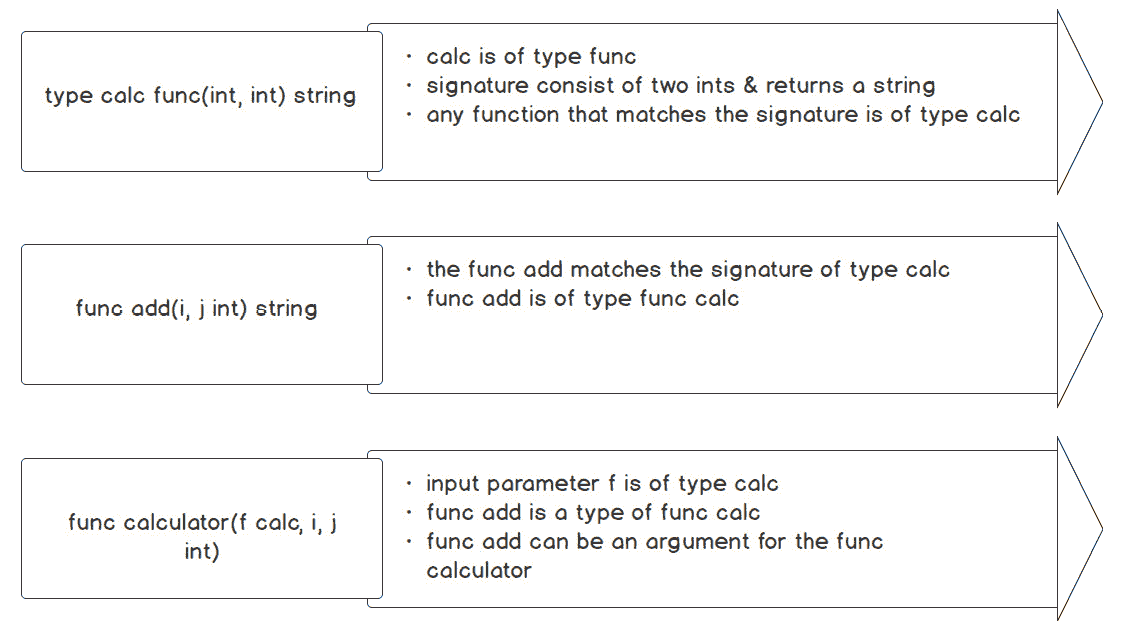 type calc func(int, int) string
· calc is of type func
· signature consist of two ints & returns a string
· any function that matches the signature is of type calc
func add(i, j int) string
· the func add matches the signature of type calc
· func add is of type func calc
func calculator(f calc, i, j
int)
· input parameter f is of type calc
· func add is a type of func calc
· func add can be an argument for the func
calculator